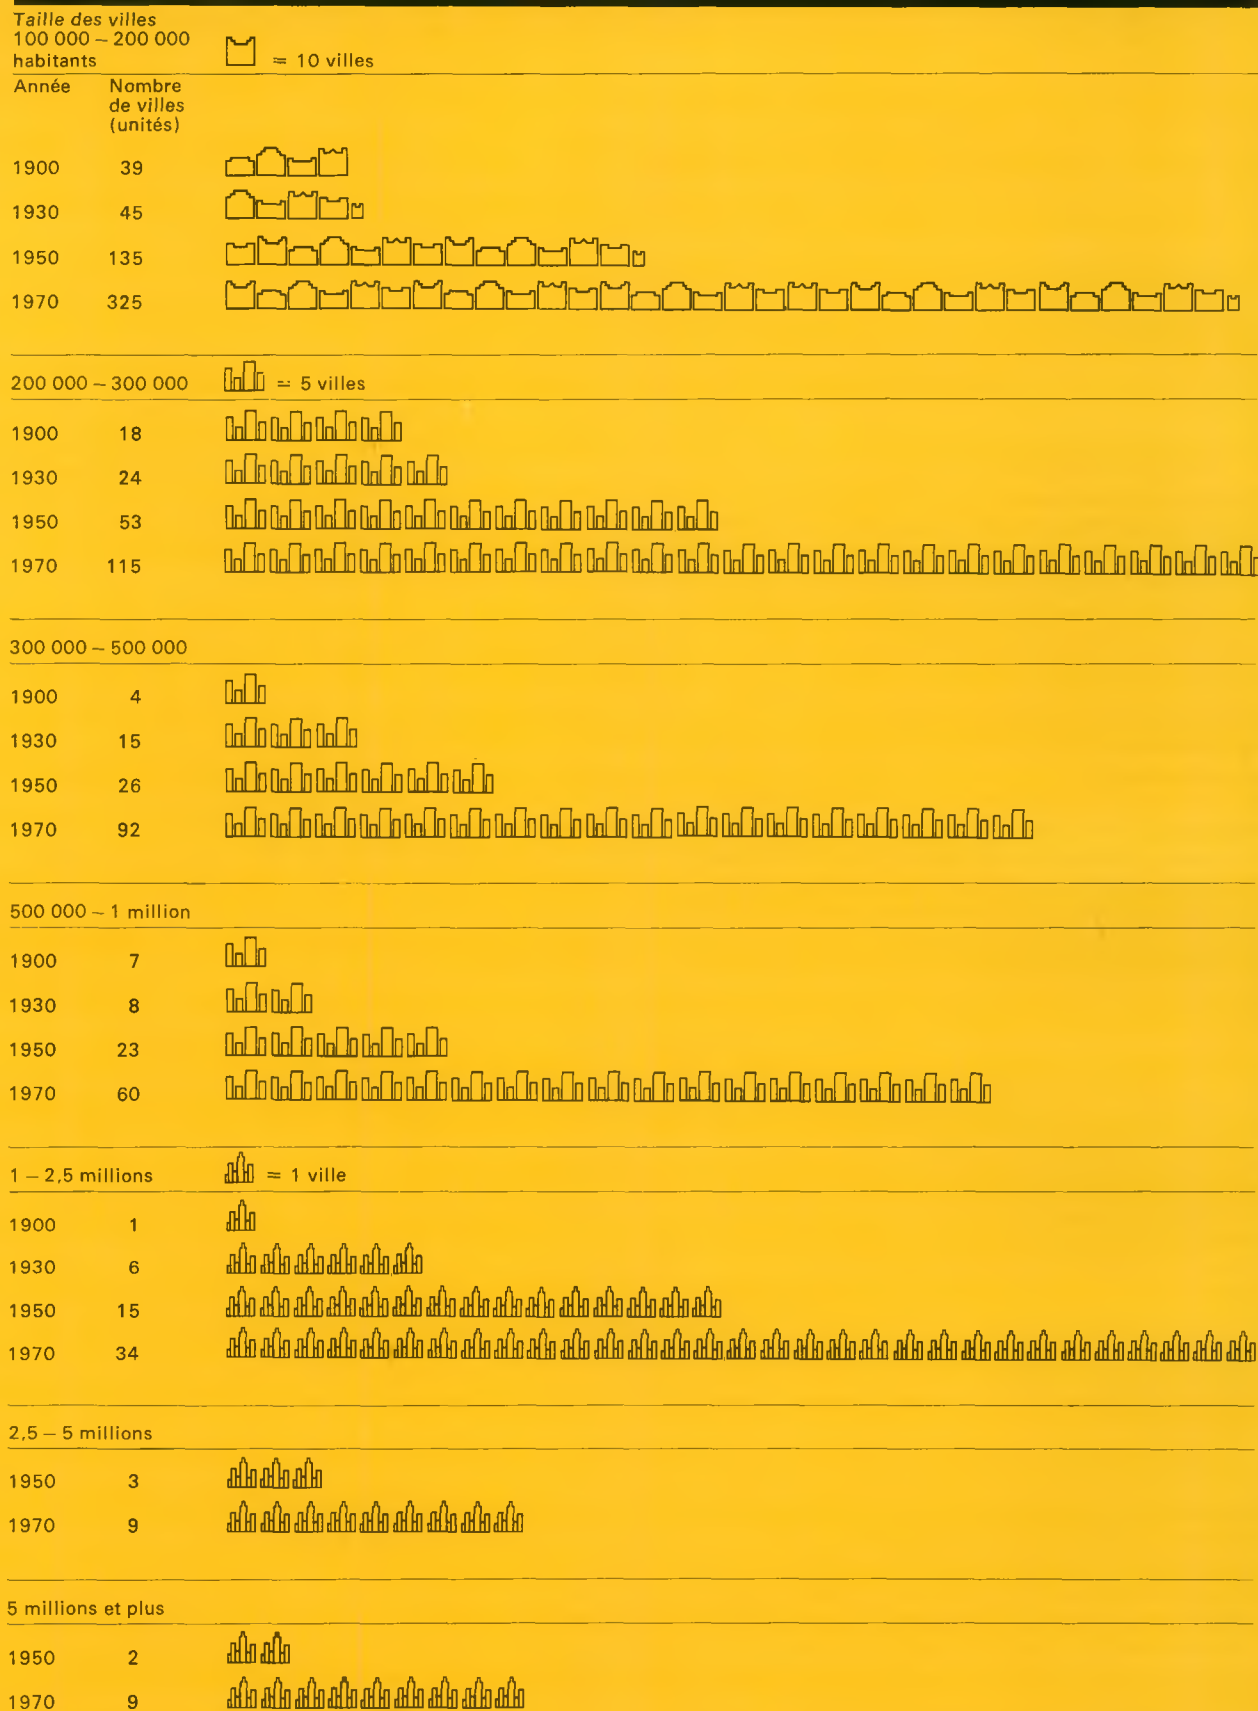 Taille des villes
100 000 – 200 000
habitants = 10 villes
Année Nombre
de villes
(unités)
1900 39
1930 45
1950 135
1970 325
200 000 – 300 000 = 5 villes
1900 18
1930 24
1950 53
1970 115
300 000 – 500 000
1900 4
1930 15
1950 26
1970 92
500 000 – 1 million
1900 7
1930 8
1950 23
1970 60
1 – 2,5 millions = 1 ville
1900 1
1930 6
1950 15
1970 34
2,5 – 5 millions
1950 3
1970 9
5 millions et plus
1950 2
1970 9